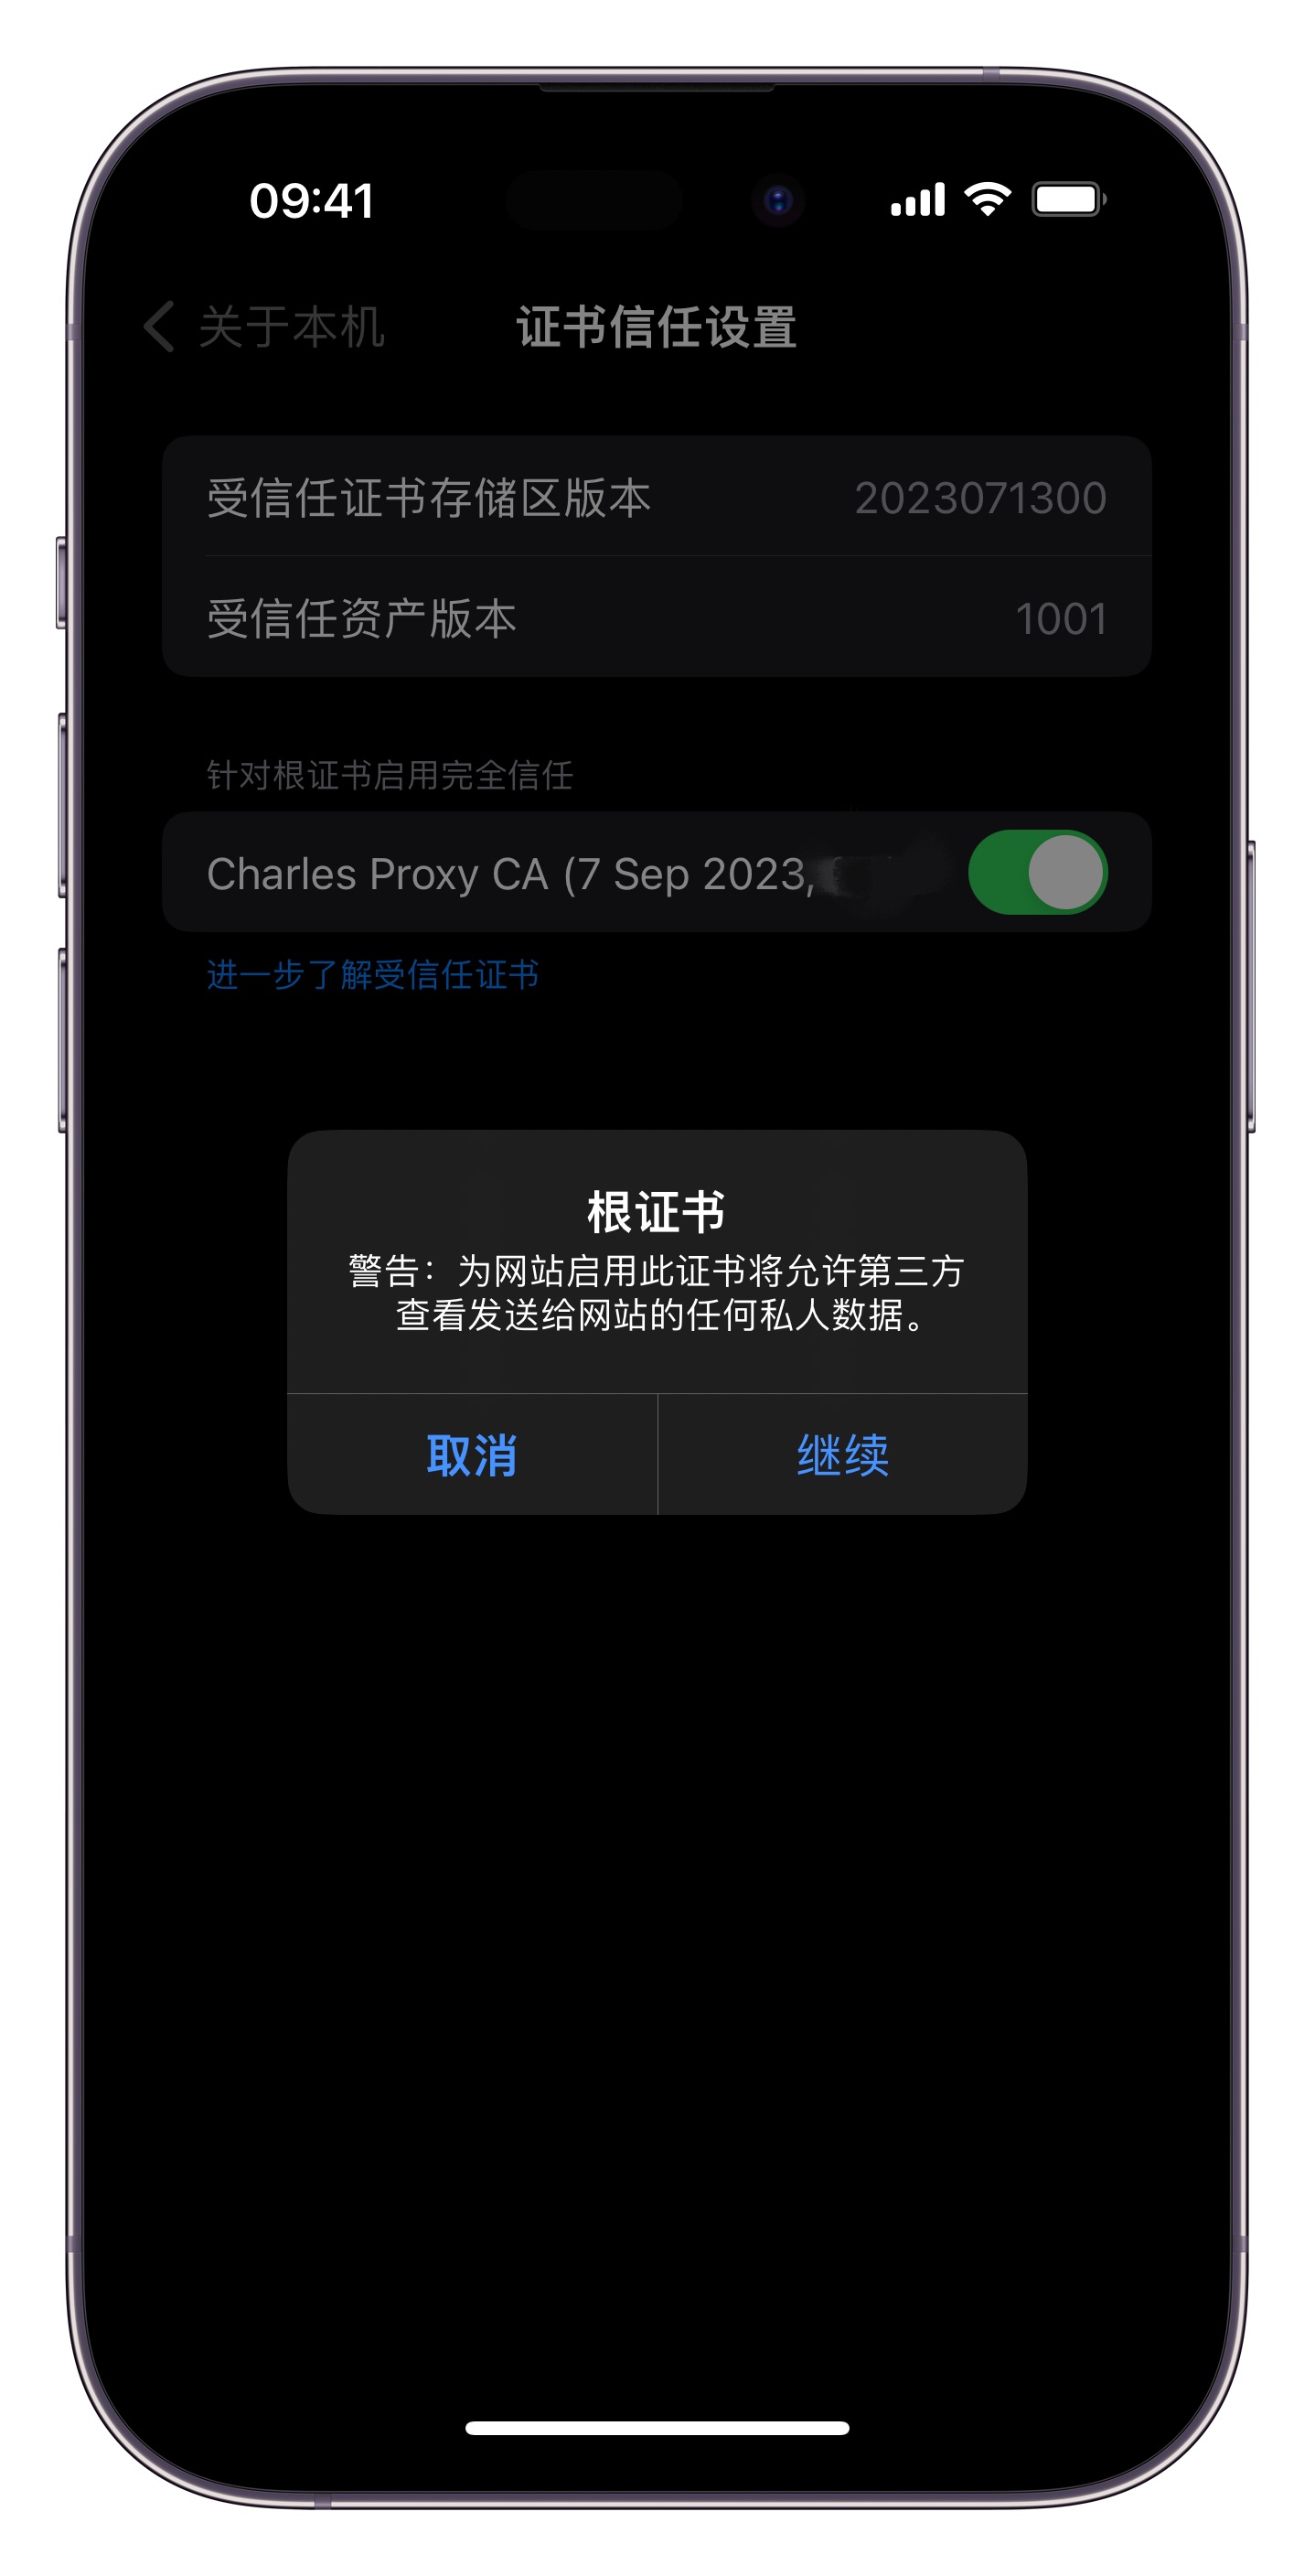 09:41
关于本机
证书信任设置
受信任证书存储区版本 2023071300
受信任资产版本 1001
针对根证书启用完全信任
Charles Proxy CA (7 Sep 2023,
进一步了解受信任证书
根证书
警告：为网站启用此证书将允许第三方
查看发送给网站的任何私人数据。
取消 继续